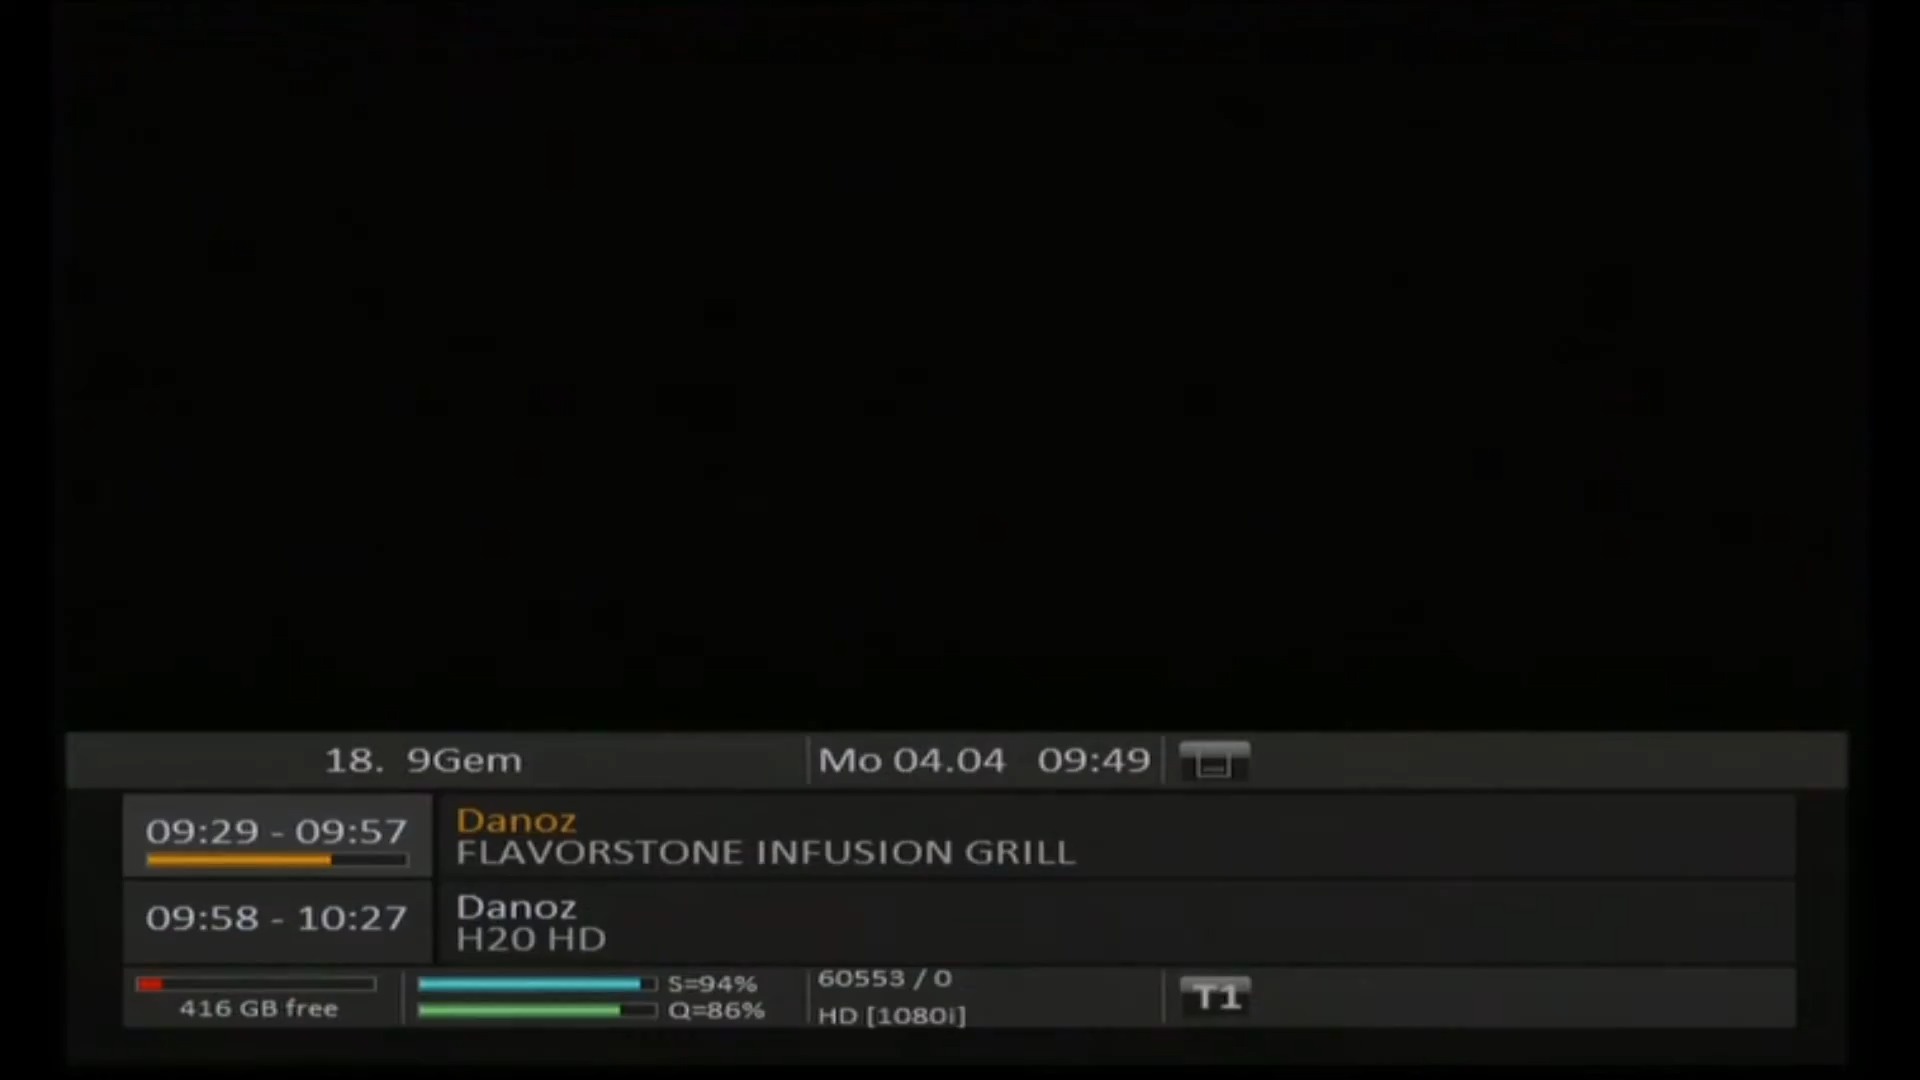 18. 9Gem Mo 04.04 09:49
09:29 - 09:57 Danoz
FLAVORSTONE INFUSION GRILL
09:58 - 10:27 Danoz
H20 HD
416 GB free
S=94%
Q=86%
60553 / 0
HD [1080i]
T1